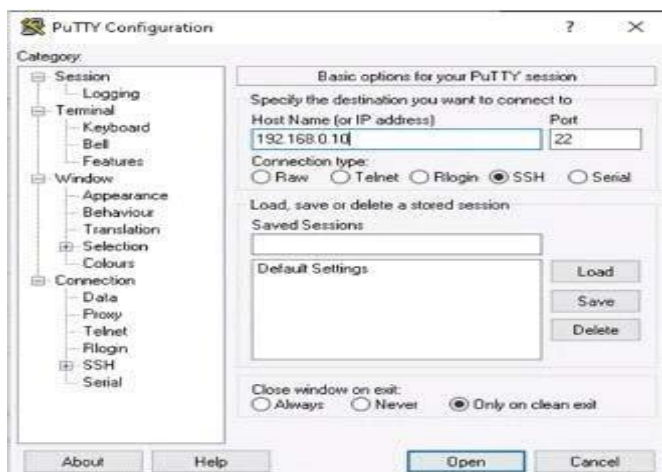 PuTTY Configuration ? ×
Category:
Session
Logging
Terminal
Keyboard
Bell
Features
Window
Appearance
Behaviour
Translation
Selection
Colours
Connection
Data
Proxy
Telnet
Rlogin
SSH
Serial
Basic options for your PuTTY session
Specify the destination you want to connect to
Host Name (or IP address) Port
192.168.0.10 22
Connection type:
Raw Telnet Rlogin SSH Serial
Load, save or delete a stored session
Saved Sessions
Default Settings
Load
Save
Delete
Close window on exit:
Always Never Only on clean exit
About Help Open Cancel